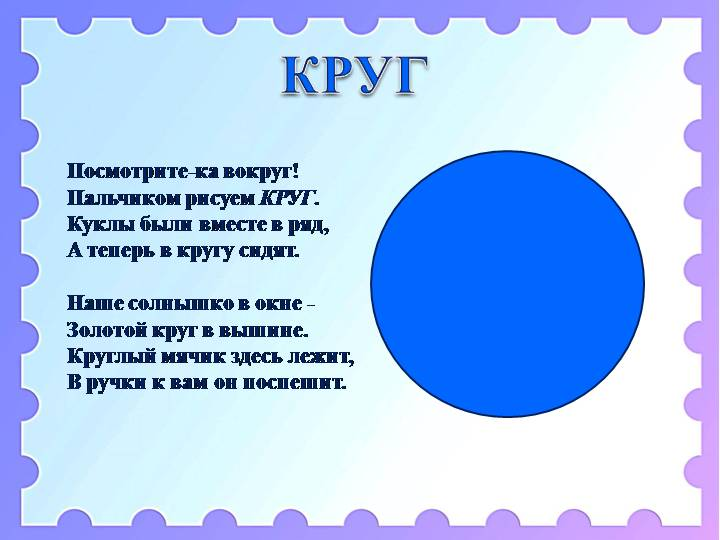 КРУГ
Посмотрите-ка вокруг!
Пальчиком рисуем КРУГ.
Куклы были вместе в ряд,
А теперь в кругу сидят.
Наше солнышко в окне -
Золотой круг в вышине.
Круглый мячик здесь лежит,
В ручки к вам он поспешит.